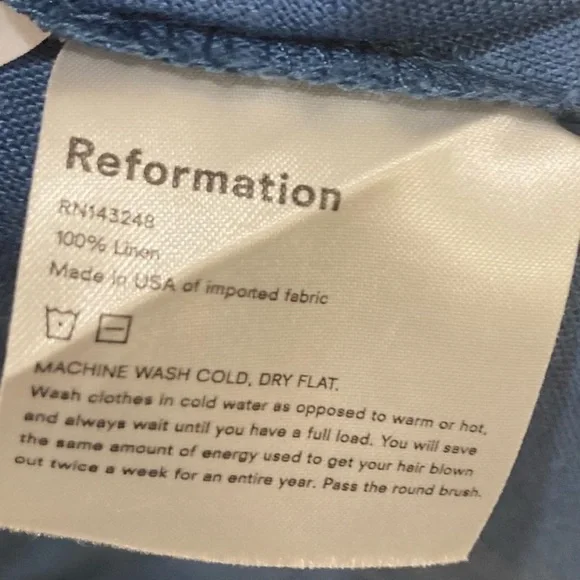 Reformation
RN143248
100% Linen
Made in USA of imported fabric
MACHINE WASH COLD, DRY FLAT.
Wash clothes in cold water as opposed to warm or hot,
and always wait until you have a full load. You will save
the same amount of energy used to get your hair blown
out twice a week for an entire year. Pass the round brush.